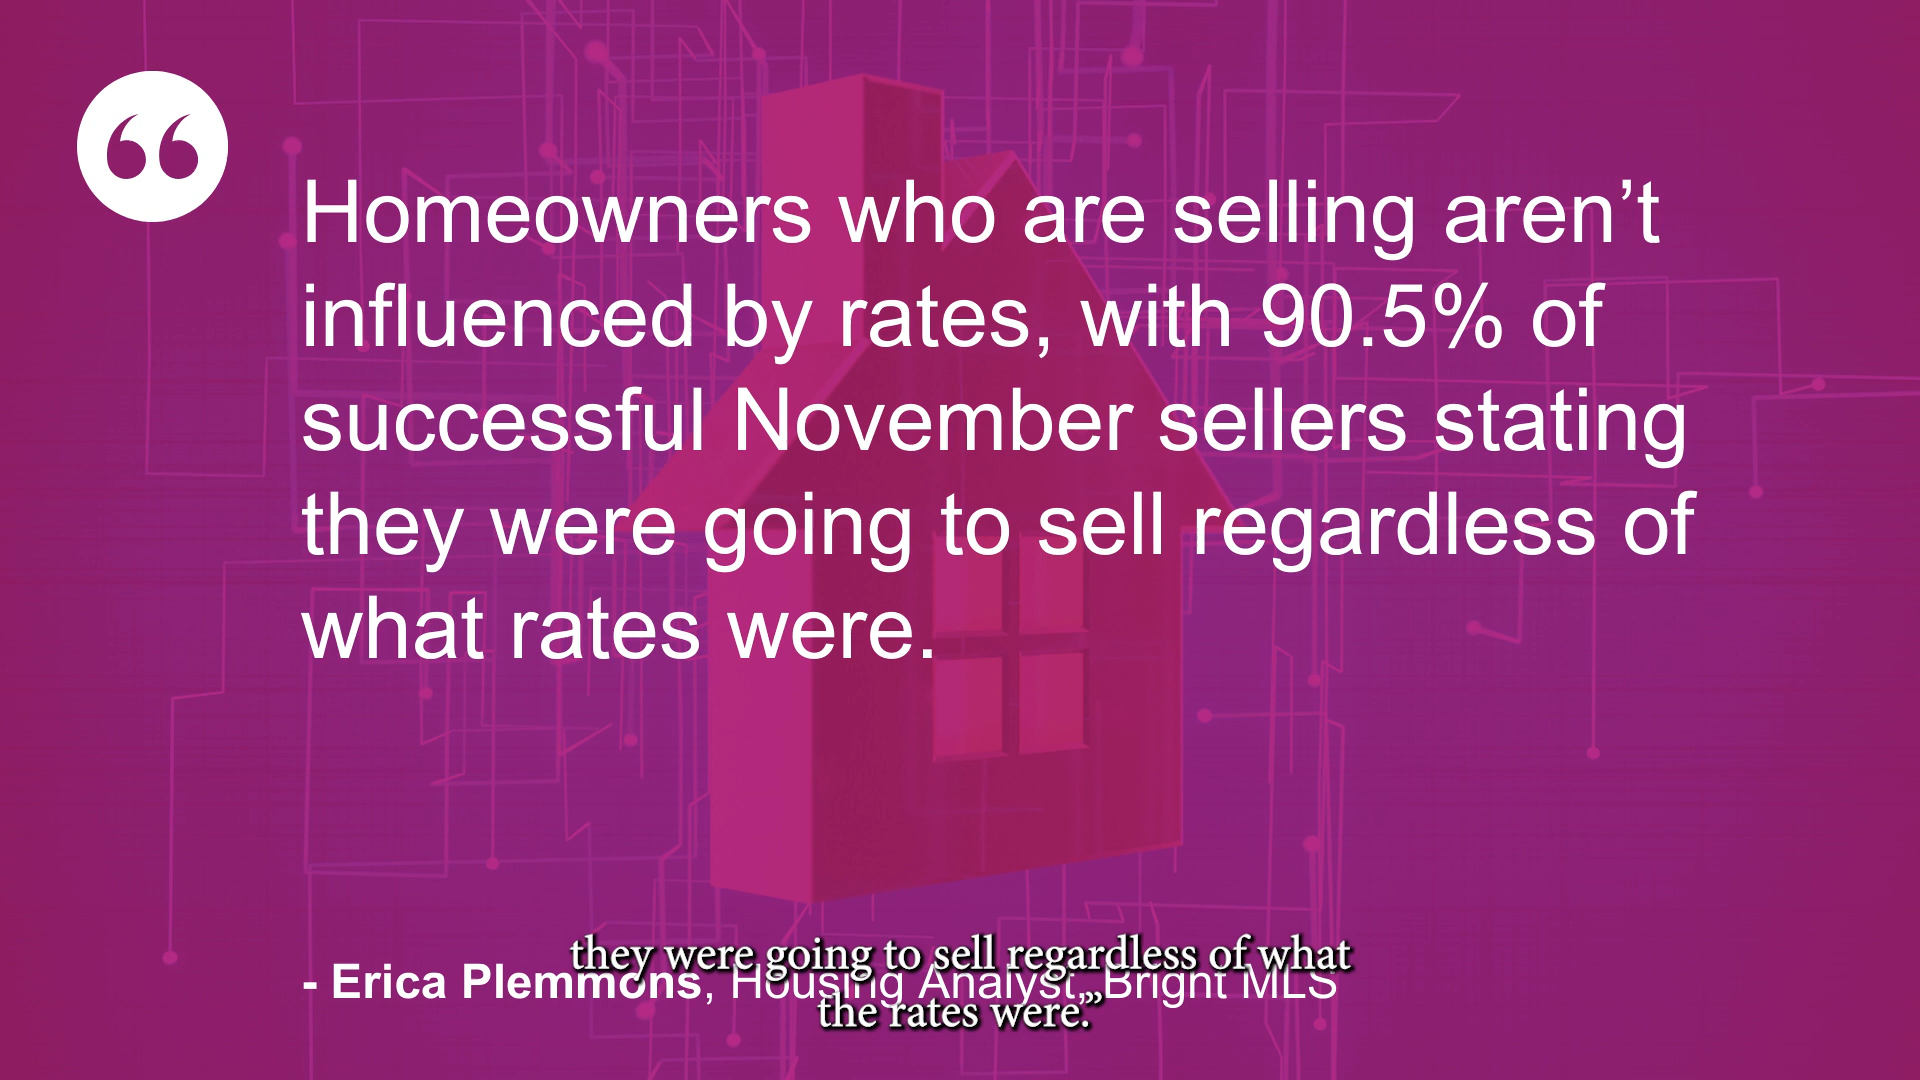 “
Homeowners who are selling aren’t
influenced by rates, with 90.5% of
successful November sellers stating
they were going to sell regardless of
what rates were.
- Erica Plemmons, Housing Analyst, Bright MLS
they were going to sell regardless of what
the rates were.’”